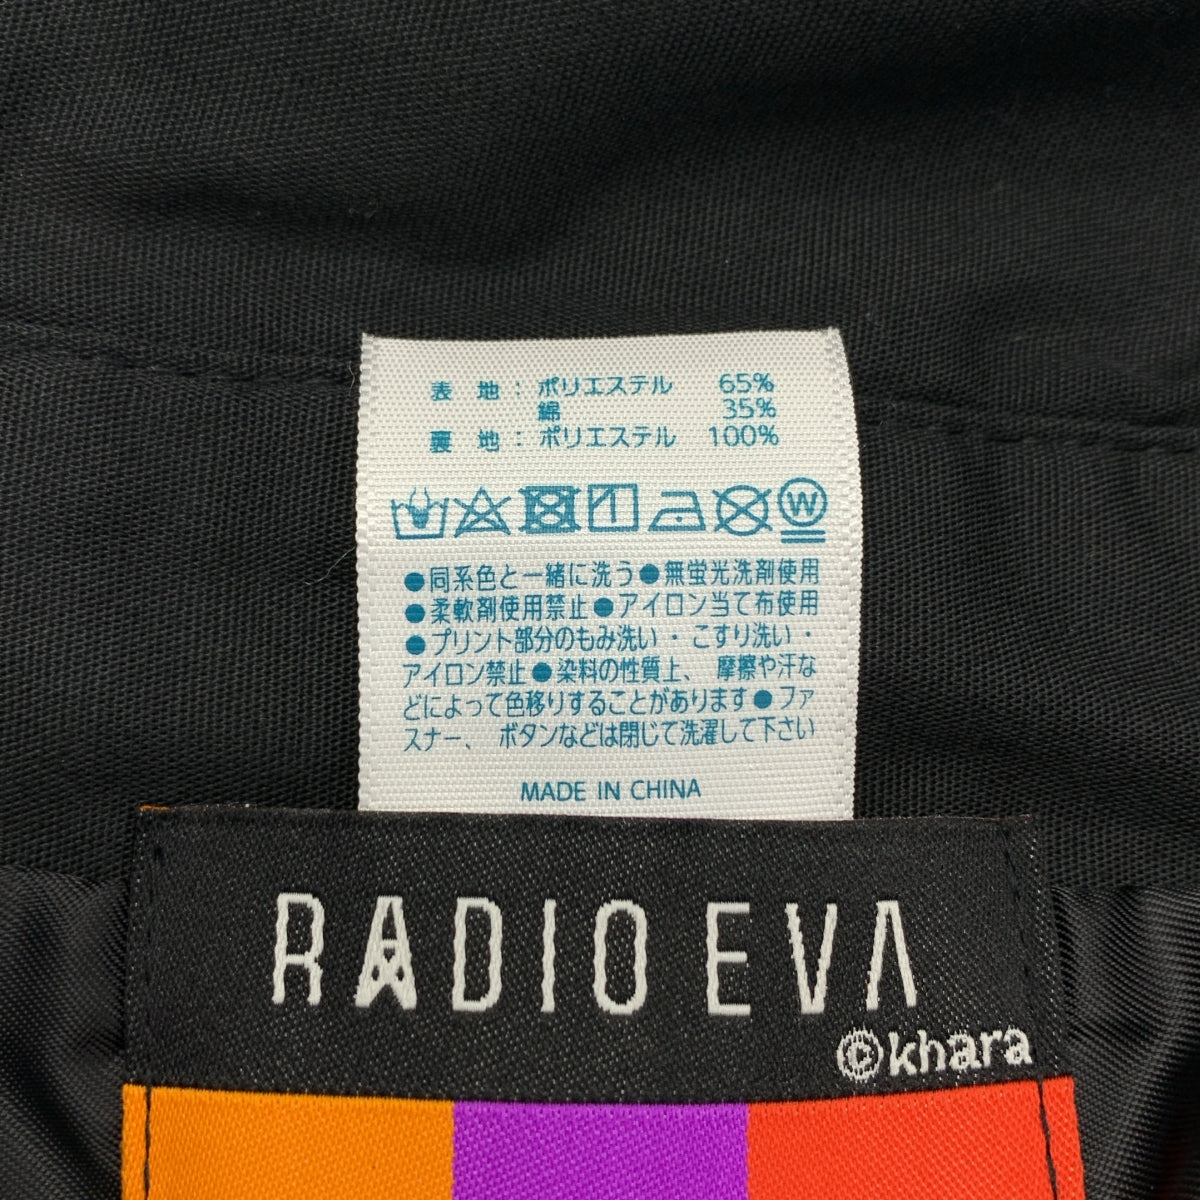 表 地 : ポリエステル 65%
綿 35%
裏 地 : ポリエステル 100%
W
●同系色と一緒に洗う●無蛍光洗剤使用
●柔軟剤使用禁止●アイロン当て布使用
●プリント部分のもみ洗い・こすり洗い・
アイロン禁止●染料の性質上、摩擦や汗な
どによって色移りすることがあります●ファ
スナー、ボタンなどは閉じて洗濯して下さい
MADE IN CHINA
RADIO EVA
©khara